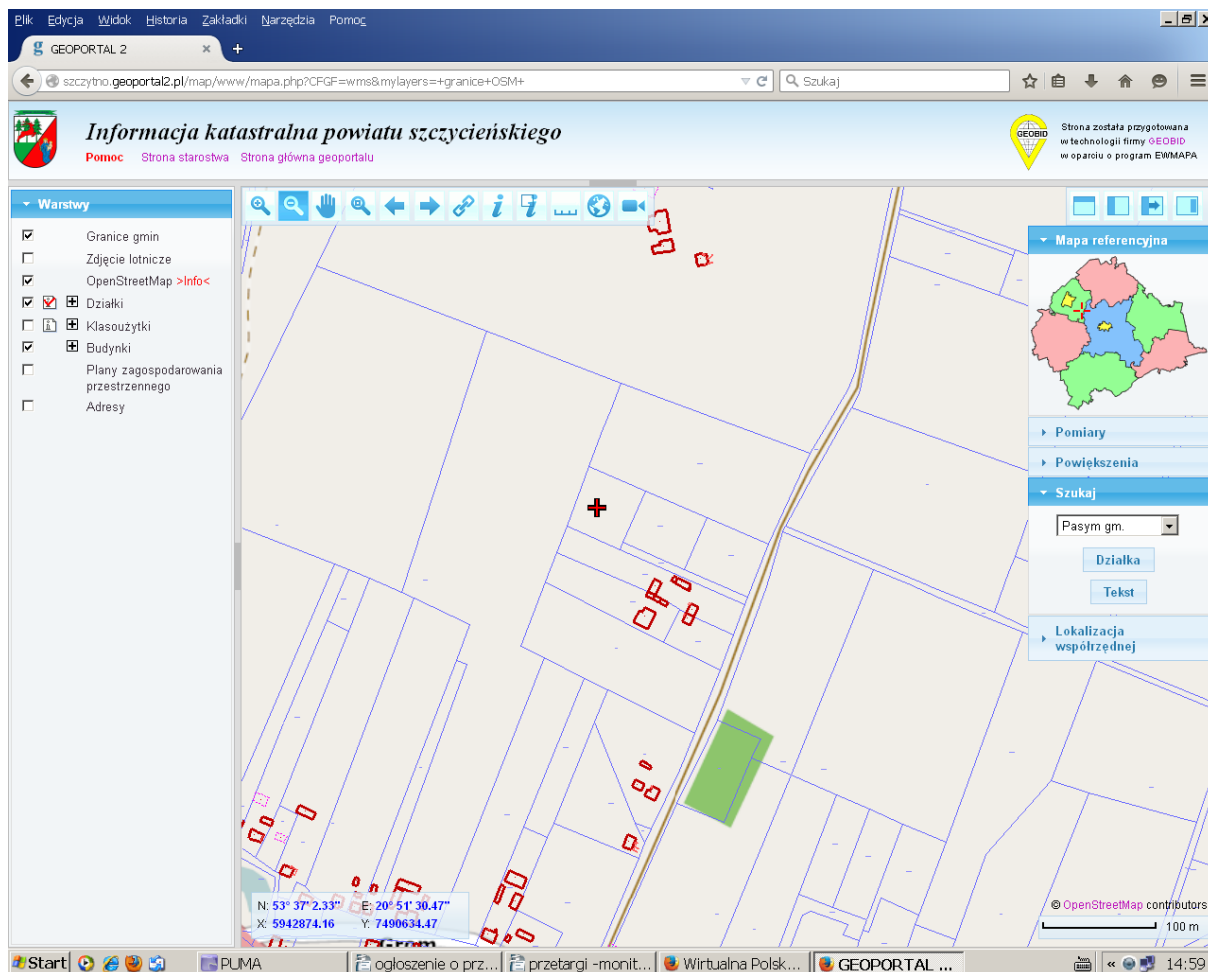 Plik Edycja Widok Historia Zakładki Narzędzia Pomoc
GEOPORTAL 2
szczytno.geoportal2.pl/map/www/mapa.php?CFGF=wms&mylayers=+granice+OSM+
Szukaj
Informacja katastralna powiatu szczycieńskiego
Pomoc Strona starostwa Strona główna geoportalu
GEOBID
Strona została przygotowana
w technologii firmy GEOBID
w oparciu o program EWMAPA
Warstwy
Granice gmin
Zdjęcie lotnicze
OpenStreetMap >Info<
Działki
Klasoużytki
Budynki
Plany zagospodarowania
przestrzennego
Adresy
Mapa referencyjna
Pomiary
Powiększenia
Szukaj
Pasym gm.
Działka
Tekst
Lokalizacja
współrzędnej
N: 53° 37' 2.33" E: 20° 51' 30.47"
X: 5942874.16 Y: 7490634.47
Grom
© OpenStreetMap contributors
100 m
Start PUMA ogłoszenie o prz... przetargi -monit... Wirtualna Polsk... GEOPORTAL ... « 14:59